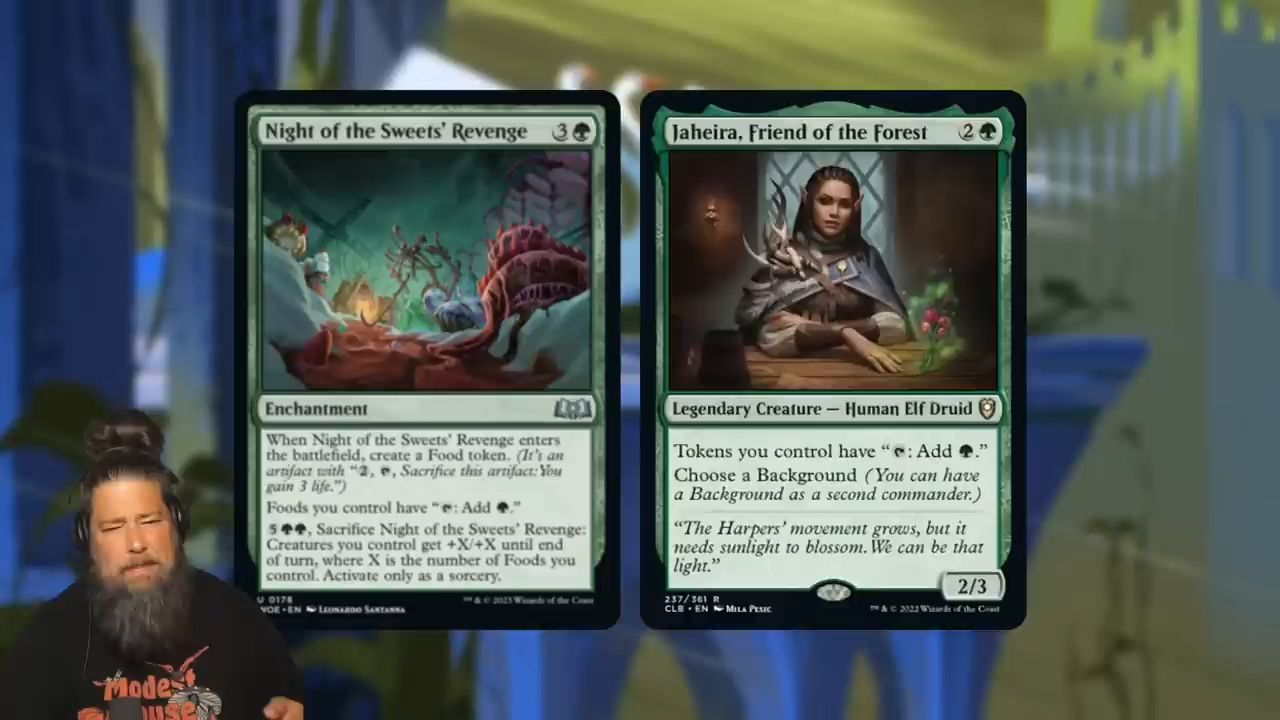 Night of the Sweets' Revenge 3
Enchantment
When Night of the Sweets' Revenge enters
the battlefield, create a Food token. (It's an
artifact with "2, , Sacrifice this artifact: You
gain 3 life.")
Foods you control have " : Add ."
5 , Sacrifice Night of the Sweets' Revenge:
Creatures you control get +X/+X until end
of turn, where X is the number of Foods you
control. Activate only as a sorcery.
U 0178
WOE • EN Leonardo Santanna
™ & © 2023 Wizards of the Coast
Jaheira, Friend of the Forest 2
Legendary Creature — Human Elf Druid
Tokens you control have " : Add ."
Choose a Background (You can have
a Background as a second commander.)
"The Harpers' movement grows, but it
needs sunlight to blossom. We can be that
light."
2/3
237/361 R
CLB • EN Mila Pesic
™ & © 2022 Wizards of the Coast
Modest